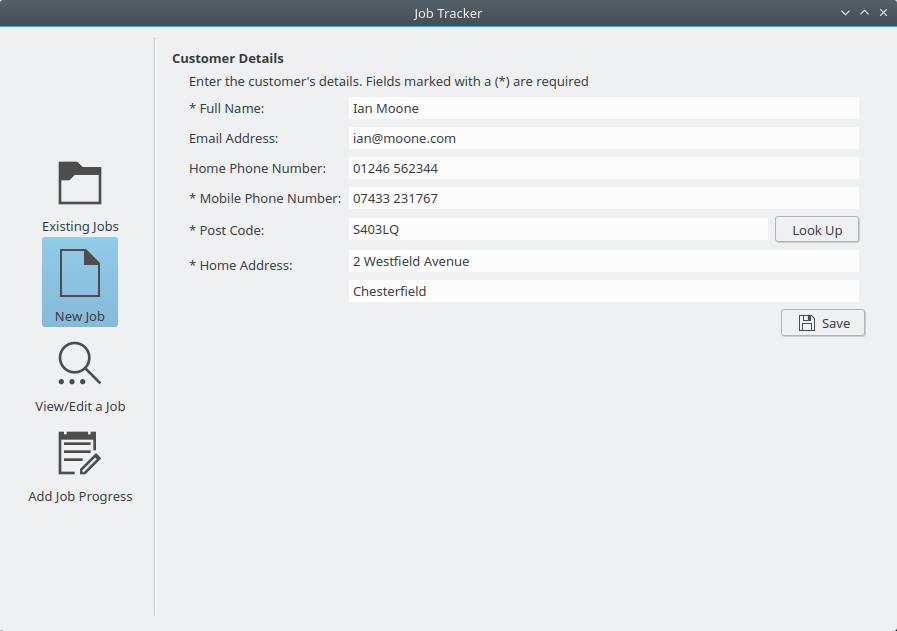 Job Tracker
Existing Jobs
New Job
View/Edit a Job
Add Job Progress
Customer Details
Enter the customer's details. Fields marked with a (*) are required
* Full Name: Ian Moone
Email Address: ian@moone.com
Home Phone Number: 01246 562344
* Mobile Phone Number: 07433 231767
* Post Code: S403LQ Look Up
* Home Address: 2 Westfield Avenue
Chesterfield
Save